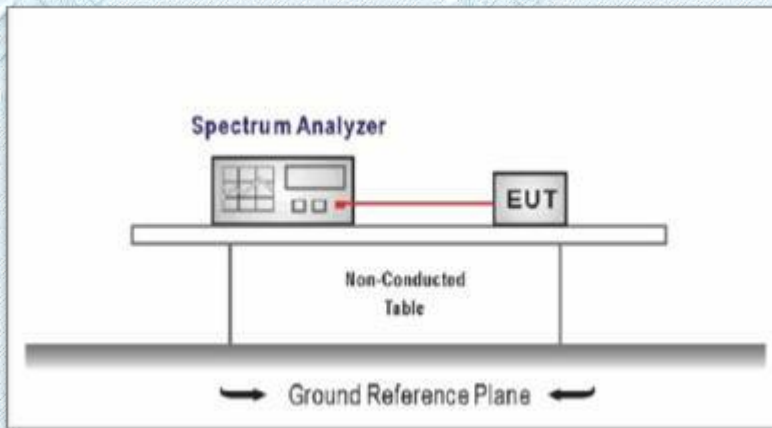 Spectrum Analyzer
EUT
Non-Conducted
Table
Ground Reference Plane